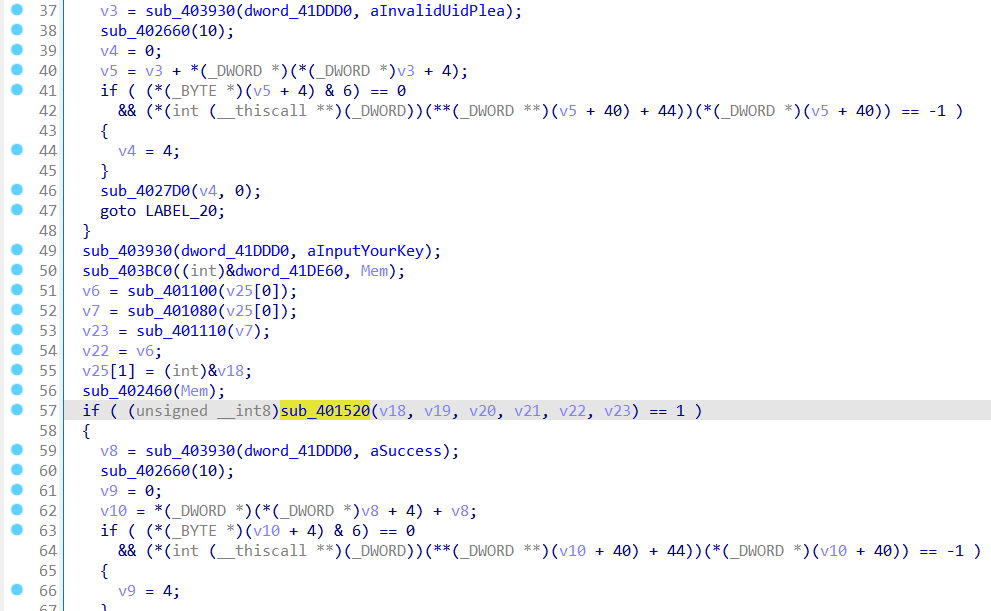 37 v3 = sub_403930(dword_41DDD0, aInvalidUidPlea);
38 sub_402660(10);
39 v4 = 0;
40 v5 = v3 + *(_DWORD *)(*(_DWORD *)v3 + 4);
41 if ( (*(_BYTE *)(v5 + 4) & 6) == 0
42 && (*(int (__thiscall **)(_DWORD))(**(_DWORD **)(v5 + 40) + 44))(*(_DWORD *)(v5 + 40)) == -1 )
43 {
44 v4 = 4;
45 }
46 sub_4027D0(v4, 0);
47 goto LABEL_20;
48 }
49 sub_403930(dword_41DDD0, aInputYourKey);
50 sub_403BC0((int)&dword_41DE60, Mem);
51 v6 = sub_401100(v25[0]);
52 v7 = sub_401080(v25[0]);
53 v23 = sub_401110(v7);
54 v22 = v6;
55 v25[1] = (int)&v18;
56 sub_402460(Mem);
57 if ( (unsigned __int8)sub_401520(v18, v19, v20, v21, v22, v23) == 1 )
58 {
59 v8 = sub_403930(dword_41DDD0, aSuccess);
60 sub_402660(10);
61 v9 = 0;
62 v10 = *(_DWORD *)(*(_DWORD *)v8 + 4) + v8;
63 if ( (*(_BYTE *)(v10 + 4) & 6) == 0
64 && (*(int (__thiscall **)(_DWORD))(**(_DWORD **)(v10 + 40) + 44))(*(_DWORD *)(v10 + 40)) == -1 )
65 {
66 v9 = 4;
67 }